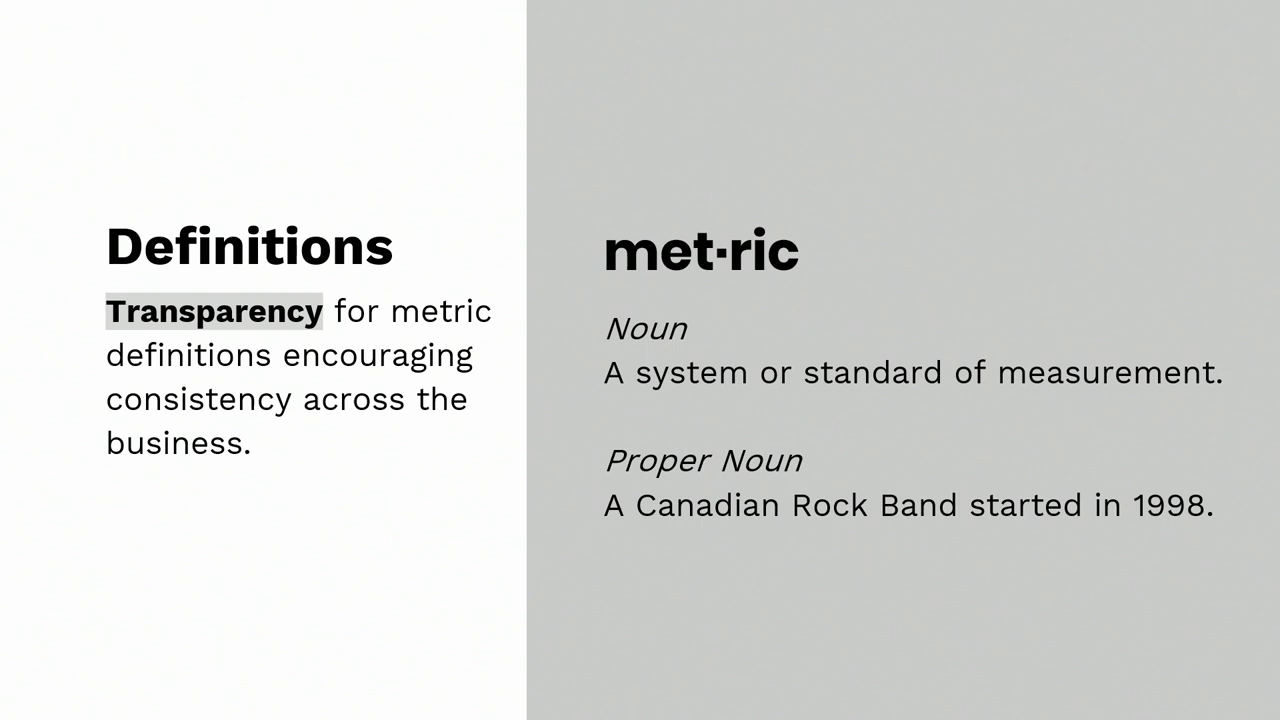 Definitions
Transparency for metric
definitions encouraging
consistency across the
business.
met·ric
Noun
A system or standard of measurement.
Proper Noun
A Canadian Rock Band started in 1998.